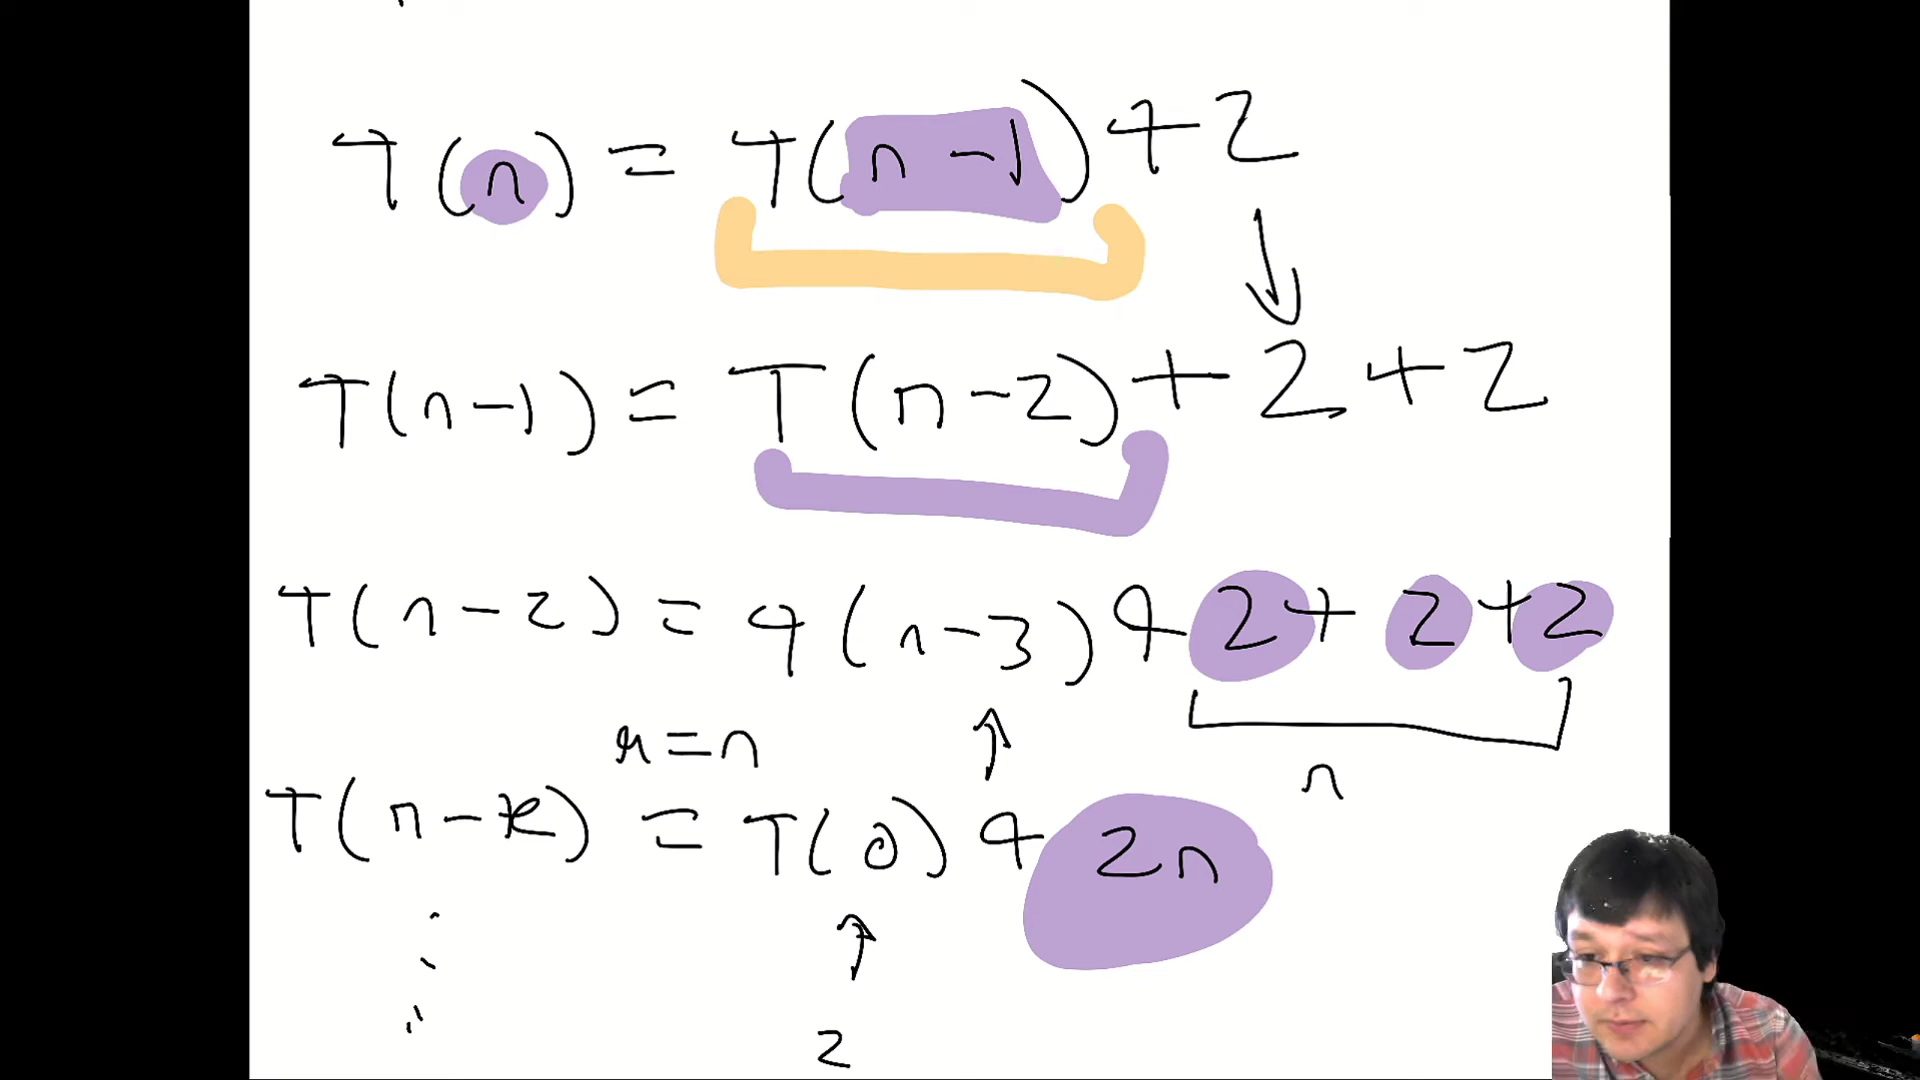 T(n) = T(n-1) + 2
T(n-1) = T(n-2) + 2 + 2
T(n-2) = T(n-3) + 2 + 2 + 2
k = n
n
T(n-k) = T(0) + 2n
2